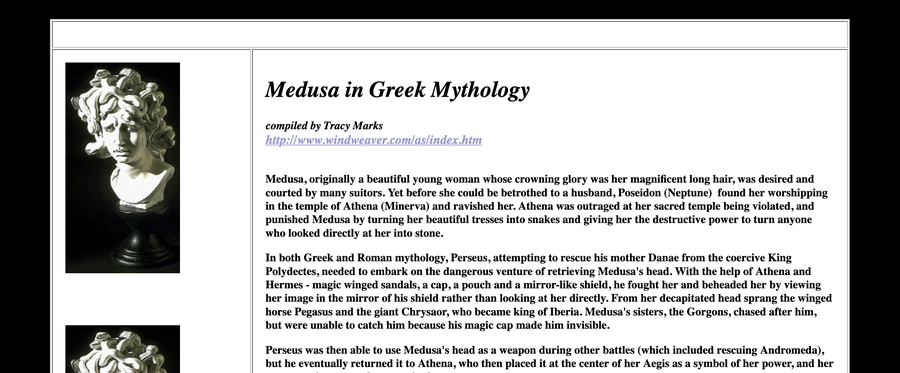 Medusa in Greek Mythology
compiled by Tracy Marks
http://www.windweaver.com/as/index.htm
Medusa, originally a beautiful young woman whose crowning glory was her magnificent long hair, was desired and
courted by many suitors. Yet before she could be betrothed to a husband, Poseidon (Neptune) found her worshipping
in the temple of Athena (Minerva) and ravished her. Athena was outraged at her sacred temple being violated, and
punished Medusa by turning her beautiful tresses into snakes and giving her the destructive power to turn anyone
who looked directly at her into stone.
In both Greek and Roman mythology, Perseus, attempting to rescue his mother Danae from the coercive King
Polydectes, needed to embark on the dangerous venture of retrieving Medusa's head. With the help of Athena and
Hermes - magic winged sandals, a cap, a pouch and a mirror-like shield, he fought her and beheaded her by viewing
her image in the mirror of his shield rather than looking at her directly. From her decapitated head sprang the winged
horse Pegasus and the giant Chrysaor, who became king of Iberia. Medusa's sisters, the Gorgons, chased after him,
but were unable to catch him because his magic cap made him invisible.
Perseus was then able to use Medusa's head as a weapon during other battles (which included rescuing Andromeda),
but he eventually returned it to Athena, who then placed it at the center of her Aegis as a symbol of her power, and her